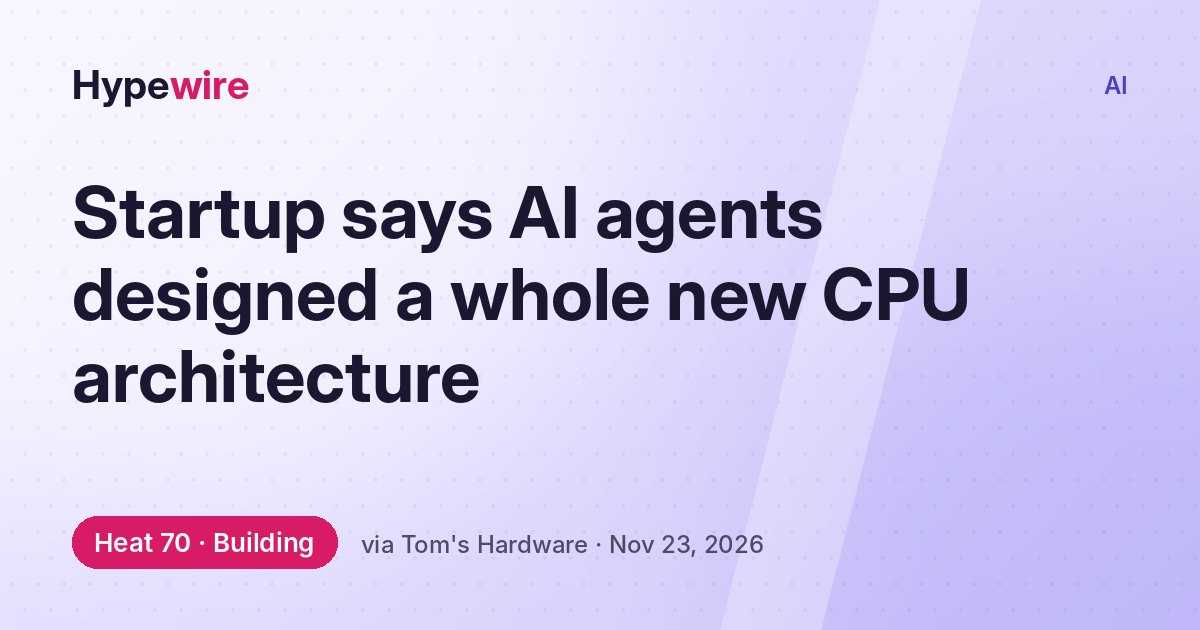 Hypewire
AI
Startup says AI agents
designed a whole new CPU
architecture
Heat 70 · Building
via Tom's Hardware · Nov 23, 2026